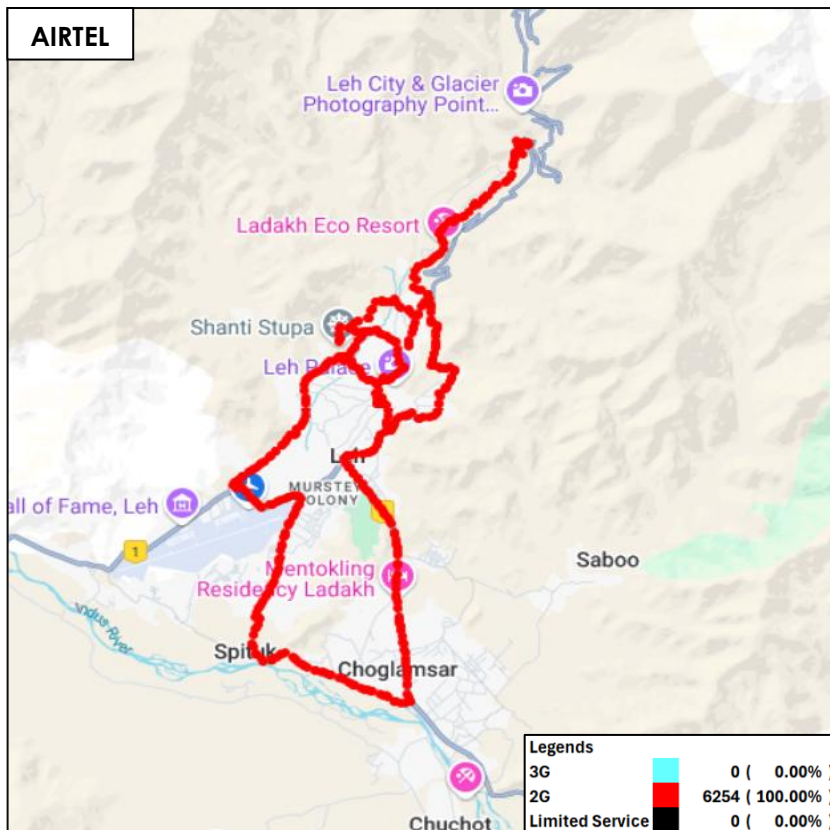 AIRTEL
Leh City & Glacier
Photography Point...
Ladakh Eco Resort
Shanti Stupa
Leh Palace
Leh
MURSTEY
COLONY
all of Fame, Leh
1
Saboo
Mentokling
Residency Ladakh
Indus River
Spituk
Choglamsar
Chuchot
Legends
3G 0 ( 0.00% )
2G 6254 ( 100.00% )
Limited Service 0 ( 0.00% )